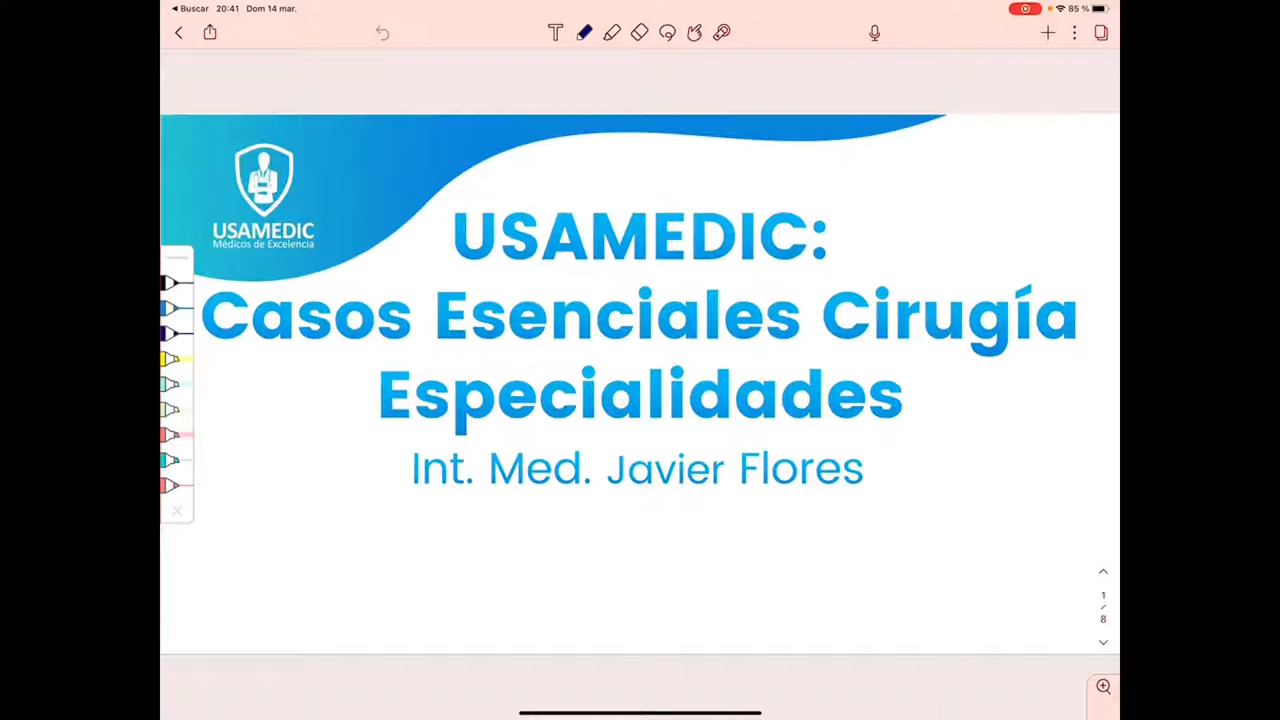 Buscar 20:41 Dom 14 mar.
85 %
T
USAMEDIC
Médicos de Excelencia
USAMEDIC:
Casos Esenciales Cirugía
Especialidades
Int. Med. Javier Flores
1
/
8